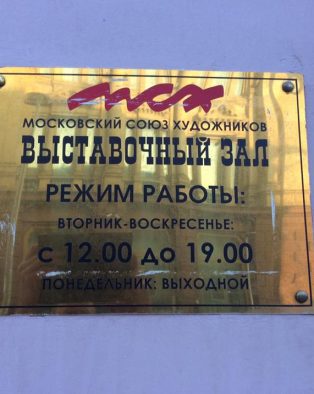 мсх
МОСКОВСКИЙ СОЮЗ ХУДОЖНИКОВ
ВЫСТАВОЧНЫЙ ЗАЛ
РЕЖИМ РАБОТЫ:
ВТОРНИК-ВОСКРЕСЕНЬЕ:
с 12.00 до 19.00
ПОНЕДЕЛЬНИК: ВЫХОДНОЙ